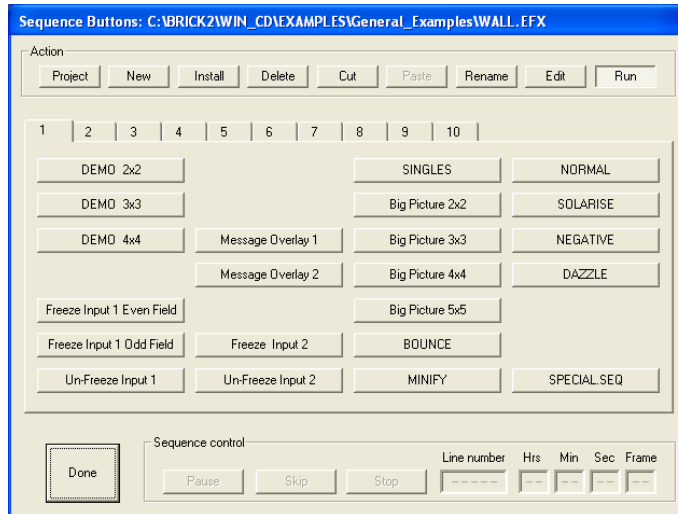 Sequence Buttons: C:\BRICK2\WIN_CD\EXAMPLES\General_Examples\WALL.EFX
Action
Project New Install Delete Cut Paste Rename Edit Run
1 2 3 4 5 6 7 8 9 10
DEMO 2x2 SINGLES NORMAL
DEMO 3x3 Big Picture 2x2 SOLARISE
DEMO 4x4 Message Overlay 1 Big Picture 3x3 NEGATIVE
Message Overlay 2 Big Picture 4x4 DAZZLE
Freeze Input 1 Even Field Big Picture 5x5
Freeze Input 1 Odd Field Freeze Input 2 BOUNCE
Un-Freeze Input 1 Un-Freeze Input 2 MINIFY SPECIAL.SEQ
Sequence control
Line number Hrs Min Sec Frame
Done Pause Skip Stop ----- -- -- -- --